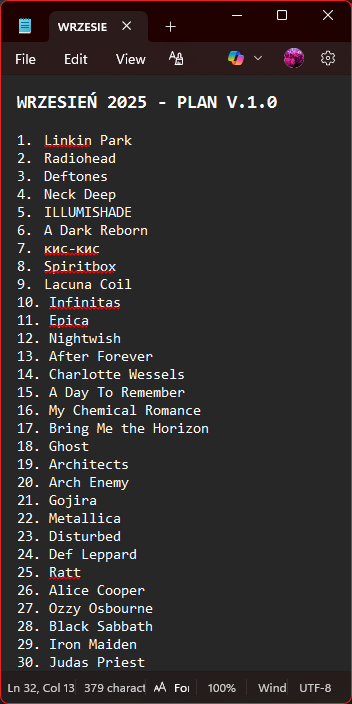 WRZESIE
File Edit View
WRZESIEŃ 2025 - PLAN V.1.0
1. Linkin Park
2. Radiohead
3. Deftones
4. Neck Deep
5. ILLUMISHADE
6. A Dark Reborn
7. кис-кис
8. Spiritbox
9. Lacuna Coil
10. Infinitas
11. Epica
12. Nightwish
13. After Forever
14. Charlotte Wessels
15. A Day To Remember
16. My Chemical Romance
17. Bring Me the Horizon
18. Ghost
19. Architects
20. Arch Enemy
21. Gojira
22. Metallica
23. Disturbed
24. Def Leppard
25. Ratt
26. Alice Cooper
27. Ozzy Osbourne
28. Black Sabbath
29. Iron Maiden
30. Judas Priest
Ln 32, Col 13 379 charact For 100% Wind UTF-8